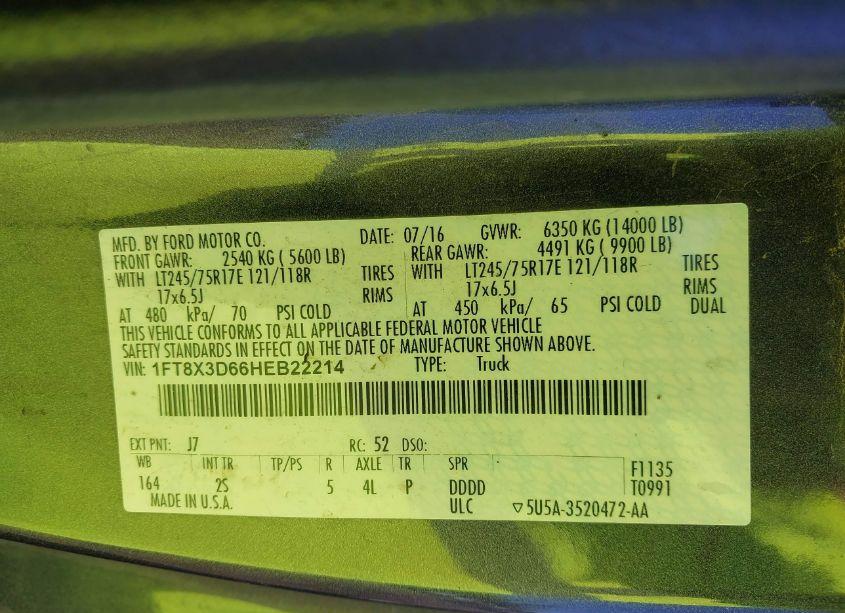 MFD. BY FORD MOTOR CO. DATE: 07/16 GVWR: 6350 KG (14000 LB)
FRONT GAWR: 2540 KG ( 5600 LB) REAR GAWR: 4491 KG ( 9900 LB)
WITH LT245/75R17E 121/118R TIRES WITH LT245/75R17E 121/118R TIRES
17x6.5J RIMS 17x6.5J RIMS
AT 480 kPa/ 70 PSI COLD AT 450 kPa/ 65 PSI COLD DUAL
THIS VEHICLE CONFORMS TO ALL APPLICABLE FEDERAL MOTOR VEHICLE
SAFETY STANDARDS IN EFFECT ON THE DATE OF MANUFACTURE SHOWN ABOVE.
VIN: 1FT8X3D66HEB22214 TYPE: Truck
EXT PNT: J7 RC: 52 DSO:
WB INT TR TP/PS R AXLE TR SPR F1135
164 2S 5 4L P DDDD T0991
MADE IN U.S.A. ULC ▽5U5A-3520472-AA